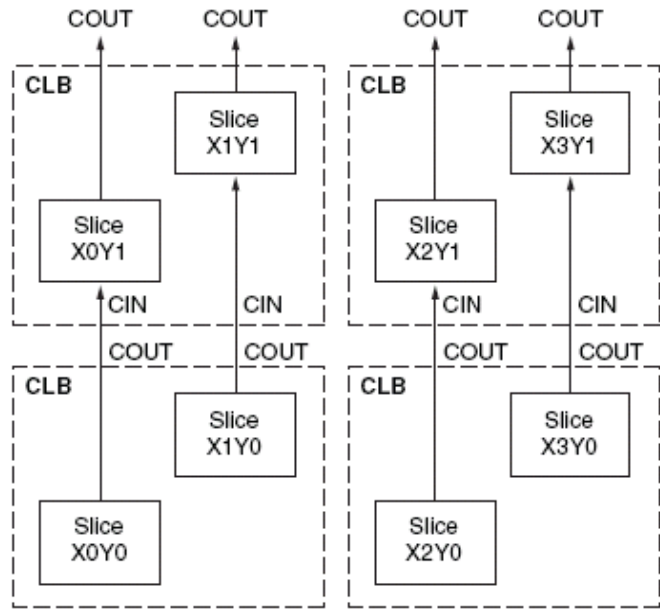 COUT
COUT
COUT
COUT
CLB
Slice
X1Y1
Slice
X0Y1
CIN
CIN
CLB
Slice
X3Y1
Slice
X2Y1
CIN
CIN
COUT
COUT
COUT
COUT
CLB
Slice
X1Y0
Slice
X0Y0
CLB
Slice
X3Y0
Slice
X2Y0